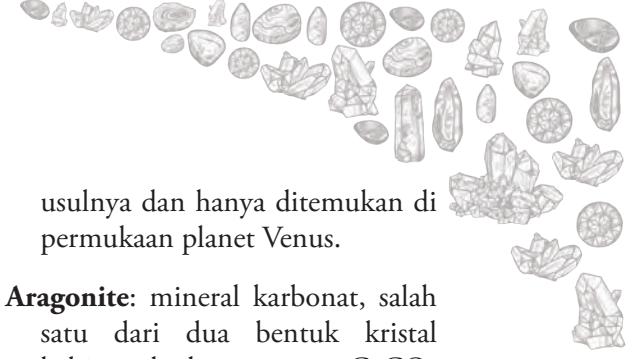 usulnya dan hanya ditemukan di
permukaan planet Venus.
Aragonite: mineral karbonat, salah
satu dari dua bentuk kristal